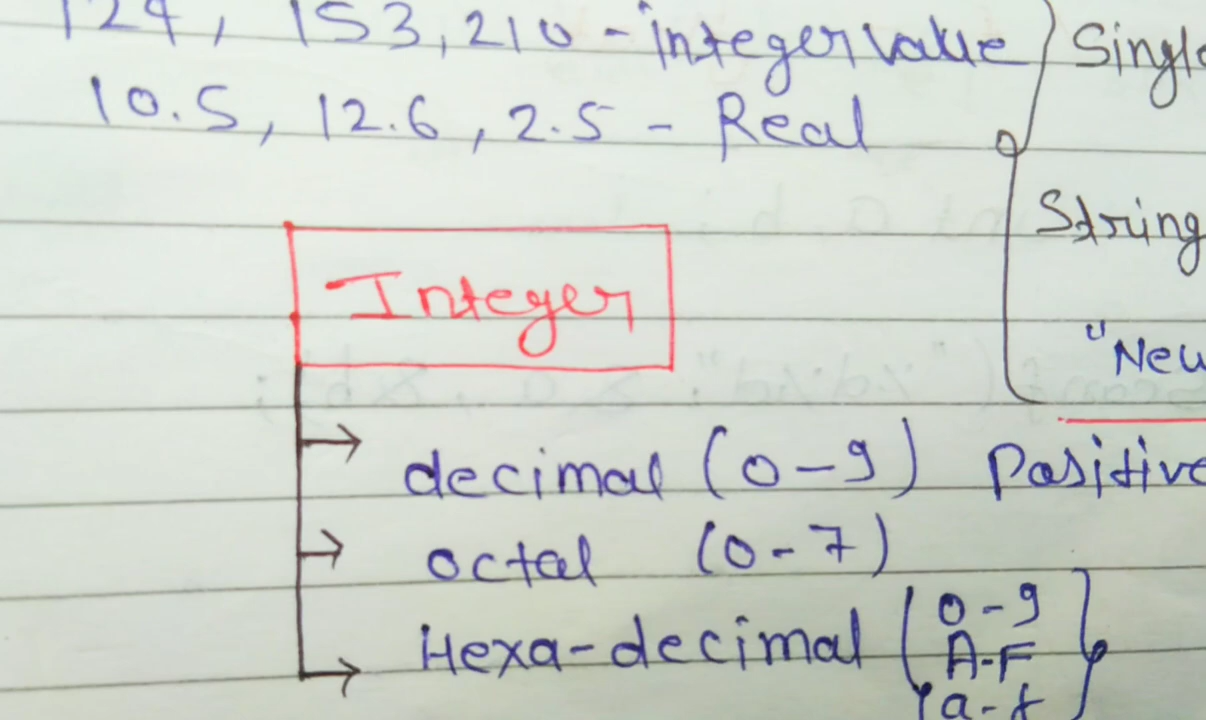 124, 153, 210 - integer value
10.5, 12.6, 2.5 - Real
Single
String
"New
Integer
decimal (0-9) Positive
octal (0-7)
Hexa-decimal (0-9
A-F
a-f